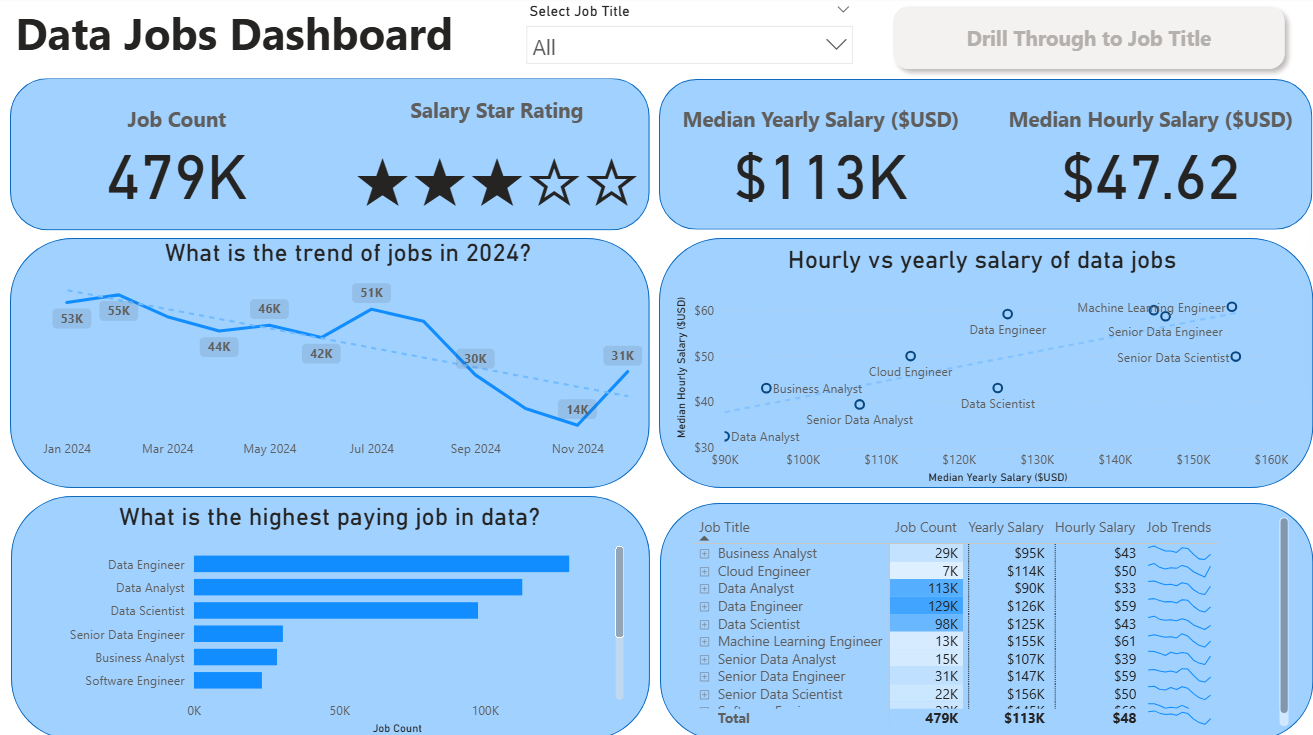 Data Jobs Dashboard
Select Job Title
All
Drill Through to Job Title
Job Count
479K
Salary Star Rating
Median Yearly Salary ($USD)
$113K
Median Hourly Salary ($USD)
$47.62
What is the trend of jobs in 2024?
53K
55K
44K
46K
42K
51K
30K
14K
31K
Jan 2024
Mar 2024
May 2024
Jul 2024
Sep 2024
Nov 2024
Hourly vs yearly salary of data jobs
Median Hourly Salary ($USD)
$60
$50
$40
$30
Machine Learning Engineer
Data Engineer
Senior Data Engineer
Senior Data Scientist
Cloud Engineer
Business Analyst
Data Scientist
Senior Data Analyst
Data Analyst
$90K
$100K
$110K
$120K
$130K
$140K
$150K
$160K
Median Yearly Salary ($USD)
What is the highest paying job in data?
Data Engineer
Data Analyst
Data Scientist
Senior Data Engineer
Business Analyst
Software Engineer
0K
50K
100K
Job Count
Job Title Job Count Yearly Salary Hourly Salary Job Trends
Business Analyst 29K $95K $43
Cloud Engineer 7K $114K $50
Data Analyst 113K $90K $33
Data Engineer 129K $126K $59
Data Scientist 98K $125K $43
Machine Learning Engineer 13K $155K $61
Senior Data Analyst 15K $107K $39
Senior Data Engineer 31K $147K $59
Senior Data Scientist 22K $156K $50
Total 479K $113K $48